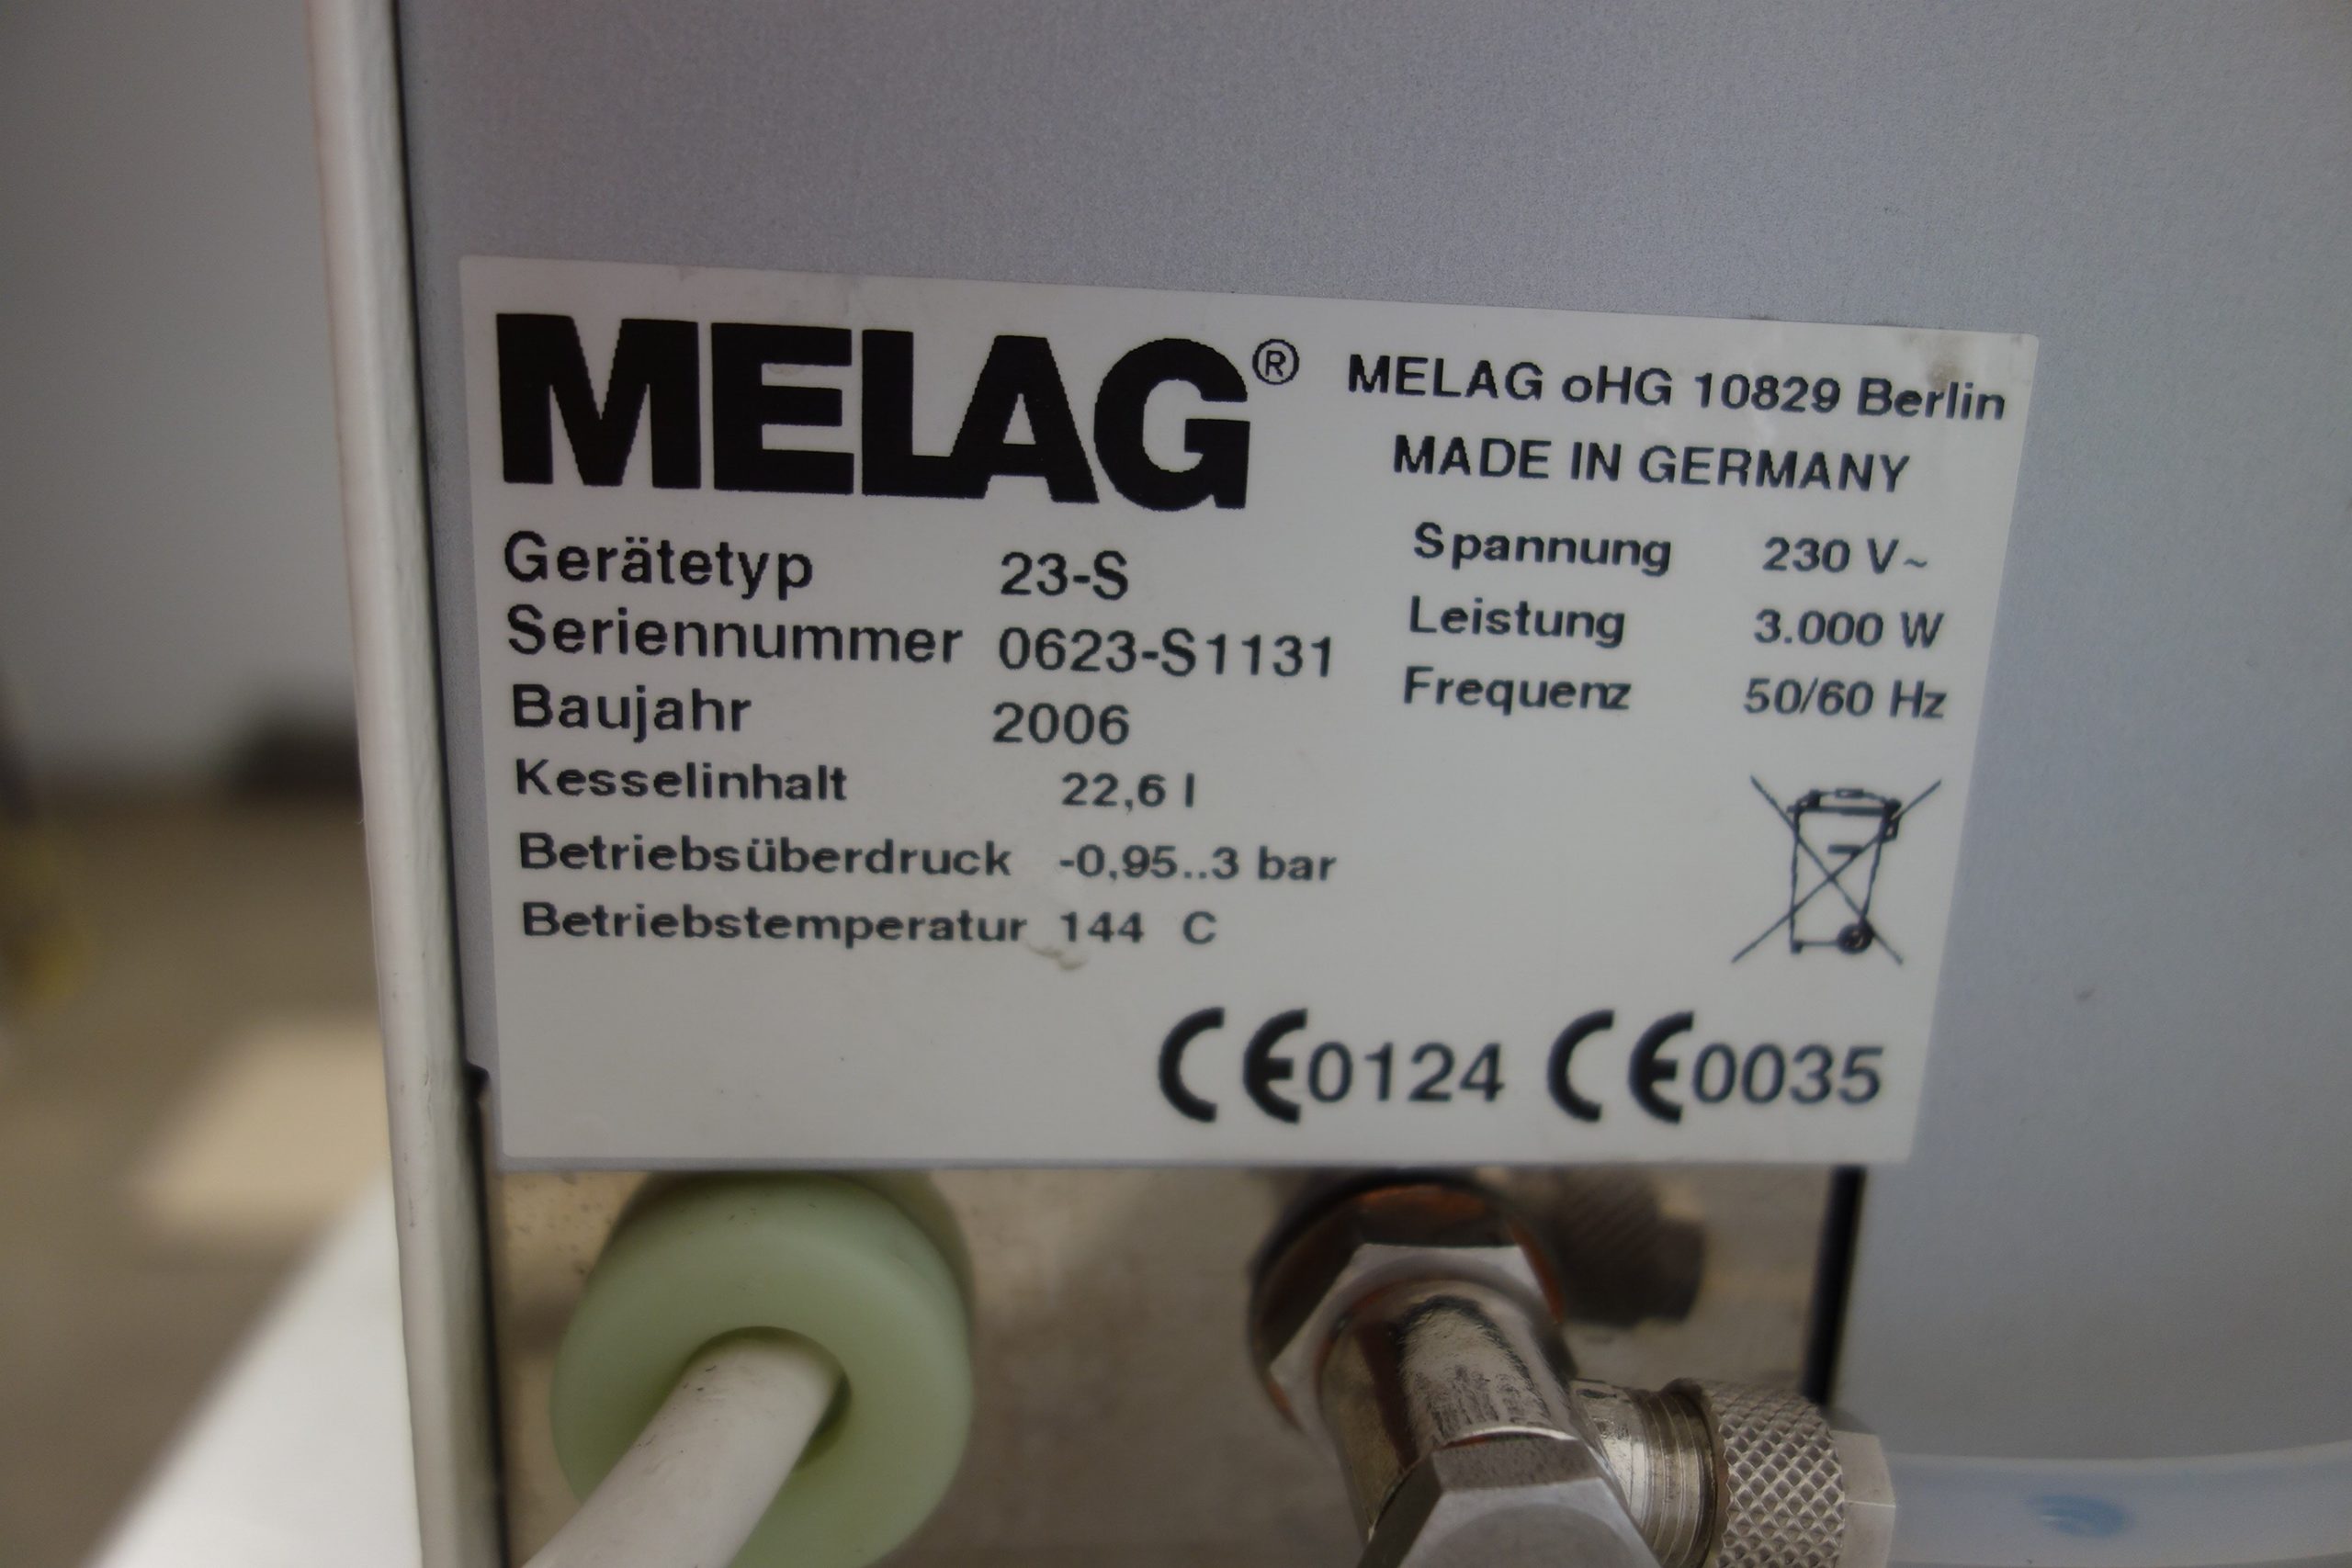 MELAG® MELAG oHG 10829 Berlin
MADE IN GERMANY
Gerätetyp 23-S
Seriennummer 0623-S1131
Baujahr 2006
Kesselinhalt 22,6 l
Betriebsüberdruck -0,95..3 bar
Betriebstemperatur 144 C
Spannung 230 V~
Leistung 3.000 W
Frequenz 50/60 Hz
CE0124 CE0035